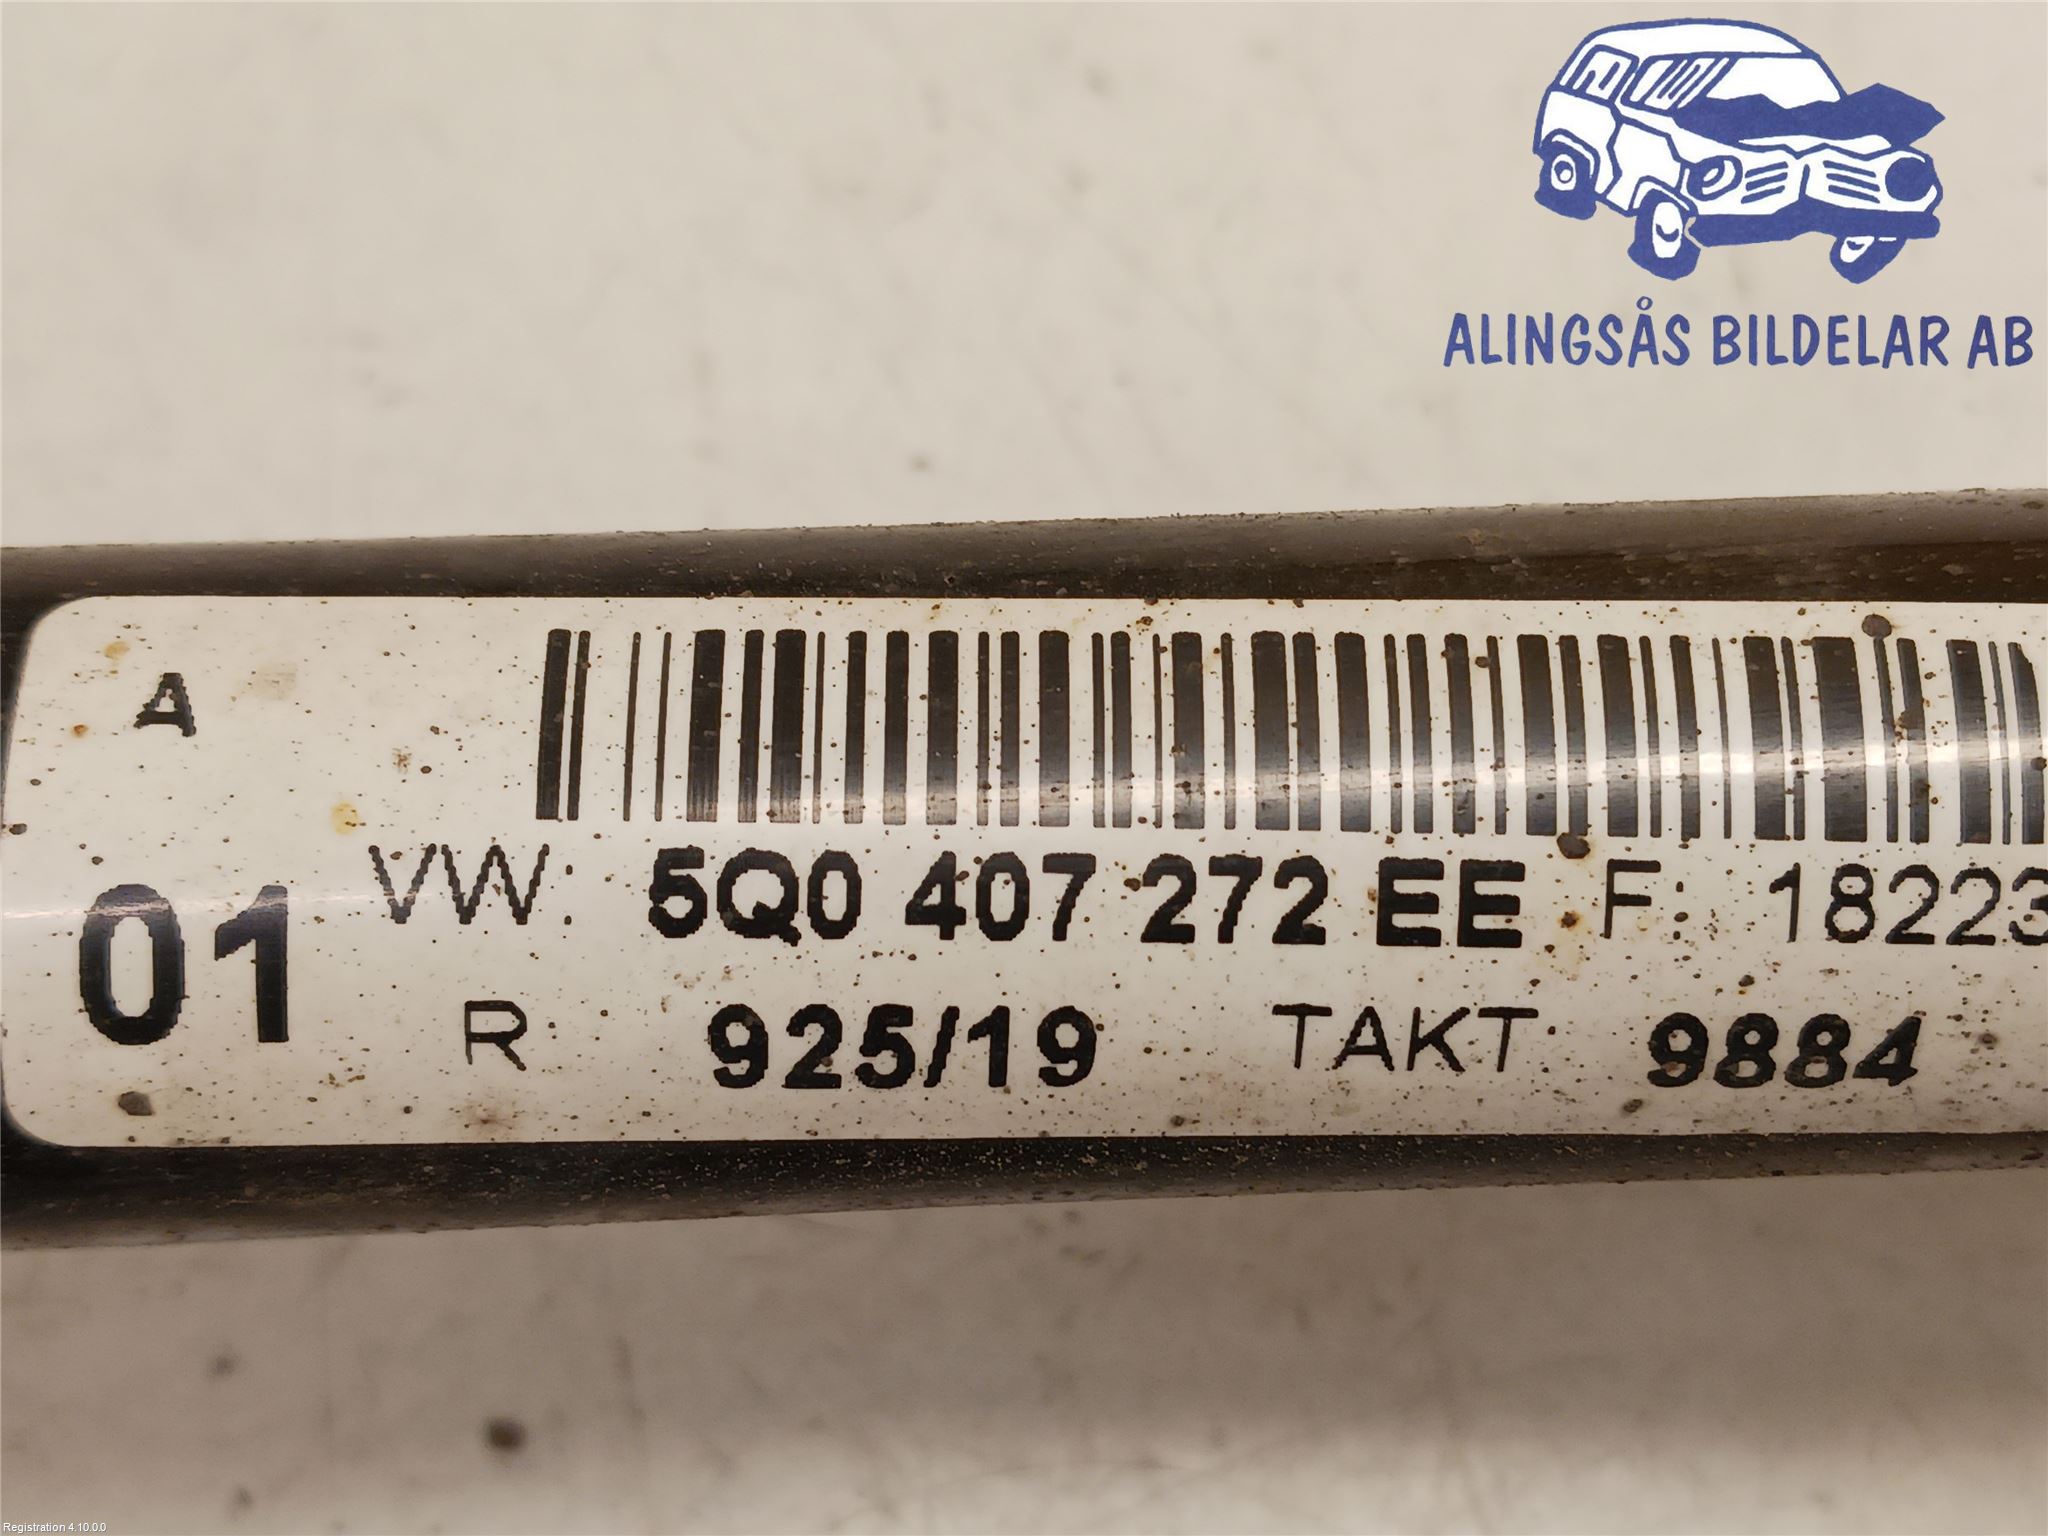 ALINGSÅS BILDELAR AB
A
01
VW: 5Q0 407 272 EE F: 18223
R 925/19 TAKT 9884
Registration 4.10.0.0